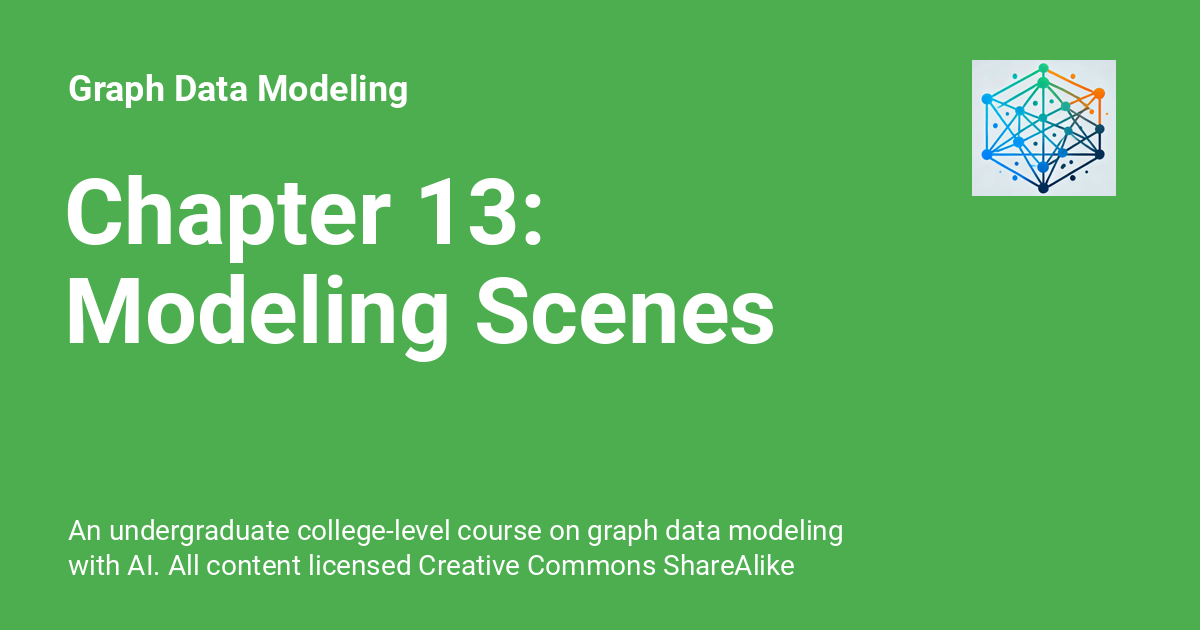 Graph Data Modeling
Chapter 13:
Modeling Scenes
An undergraduate college-level course on graph data modeling
with AI. All content licensed Creative Commons ShareAlike